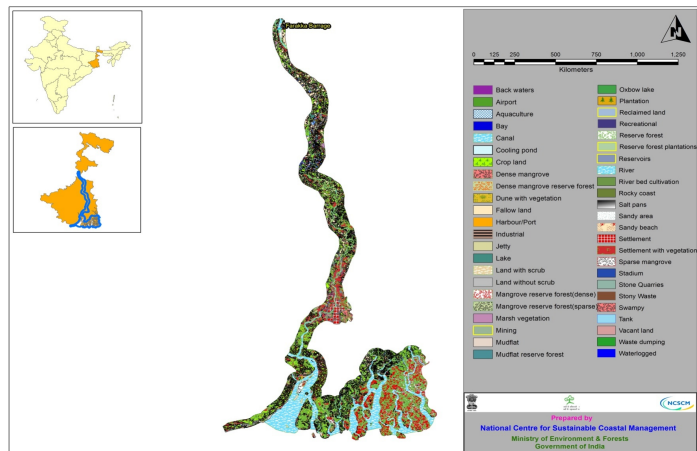 Farakka Barrage
0 125 250 500 750 1,000 1,250
Kilometers
Back waters
Airport
Aquaculture
Bay
Canal
Cooling pond
Crop land
Dense mangrove
Dense mangrove reserve forest
Dune with vegetation
Fallow land
Harbour/Port
Industrial
Jetty
Lake
Land with scrub
Land without scrub
Mangrove reserve forest(dense)
Mangrove reserve forest(sparse)
Marsh vegetation
Mining
Mudflat
Mudflat reserve forest
Oxbow lake
Plantation
Reclaimed land
Recreational
Reserve forest
Reserve forest plantations
Reservoirs
River
River bed cultivation
Rocky coast
Salt pans
Sandy area
Sandy beach
Settlement
Settlement with vegetation
Sparse mangrove
Stadium
Stone Quarries
Stony Waste
Swampy
Tank
Vacant land
Waste dumping
Waterlogged
NCSCM
Prepared by
National Centre for Sustainable Coastal Management
Ministry of Environment & Forests
Government of India